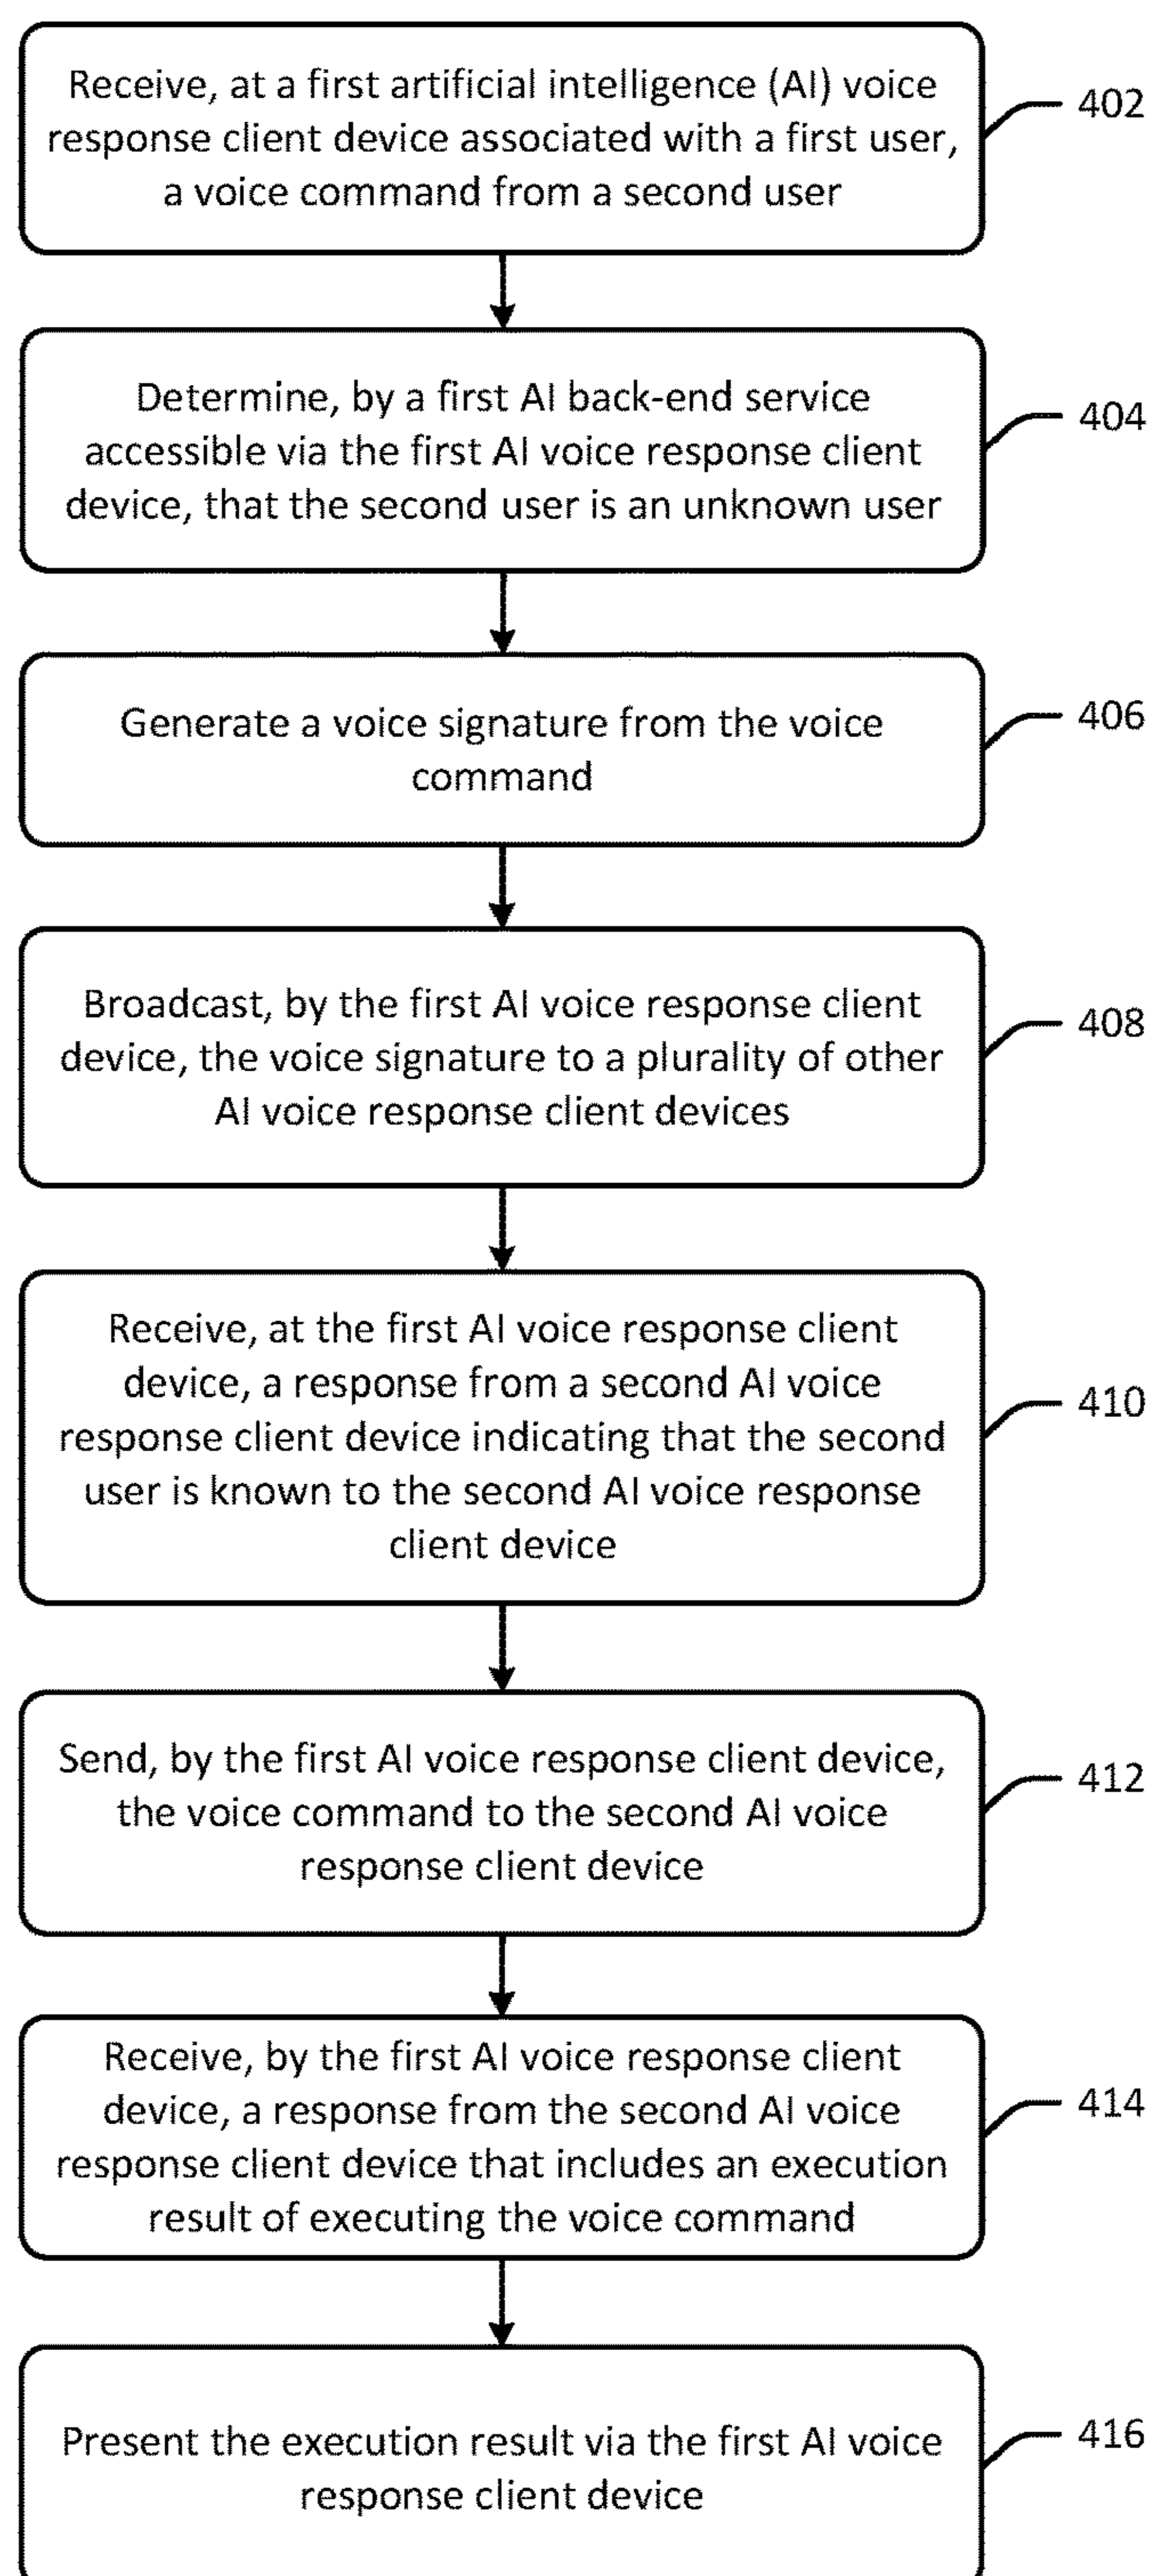 Receive, at a first artificial intelligence (AI) voice
response client device associated with a first user,
a voice command from a second user
402
Determine, by a first AI back-end service
accessible via the first AI voice response client
device, that the second user is an unknown user
404
Generate a voice signature from the voice
command
406
Broadcast, by the first AI voice response client
device, the voice signature to a plurality of other
AI voice response client devices
408
Receive, at the first AI voice response client
device, a response from a second AI voice
response client device indicating that the second
user is known to the second AI voice response
client device
410
Send, by the first AI voice response client device,
the voice command to the second AI voice
response client device
412
Receive, by the first AI voice response client
device, a response from the second AI voice
response client device that includes an execution
result of executing the voice command
414
Present the execution result via the first AI voice
response client device
416